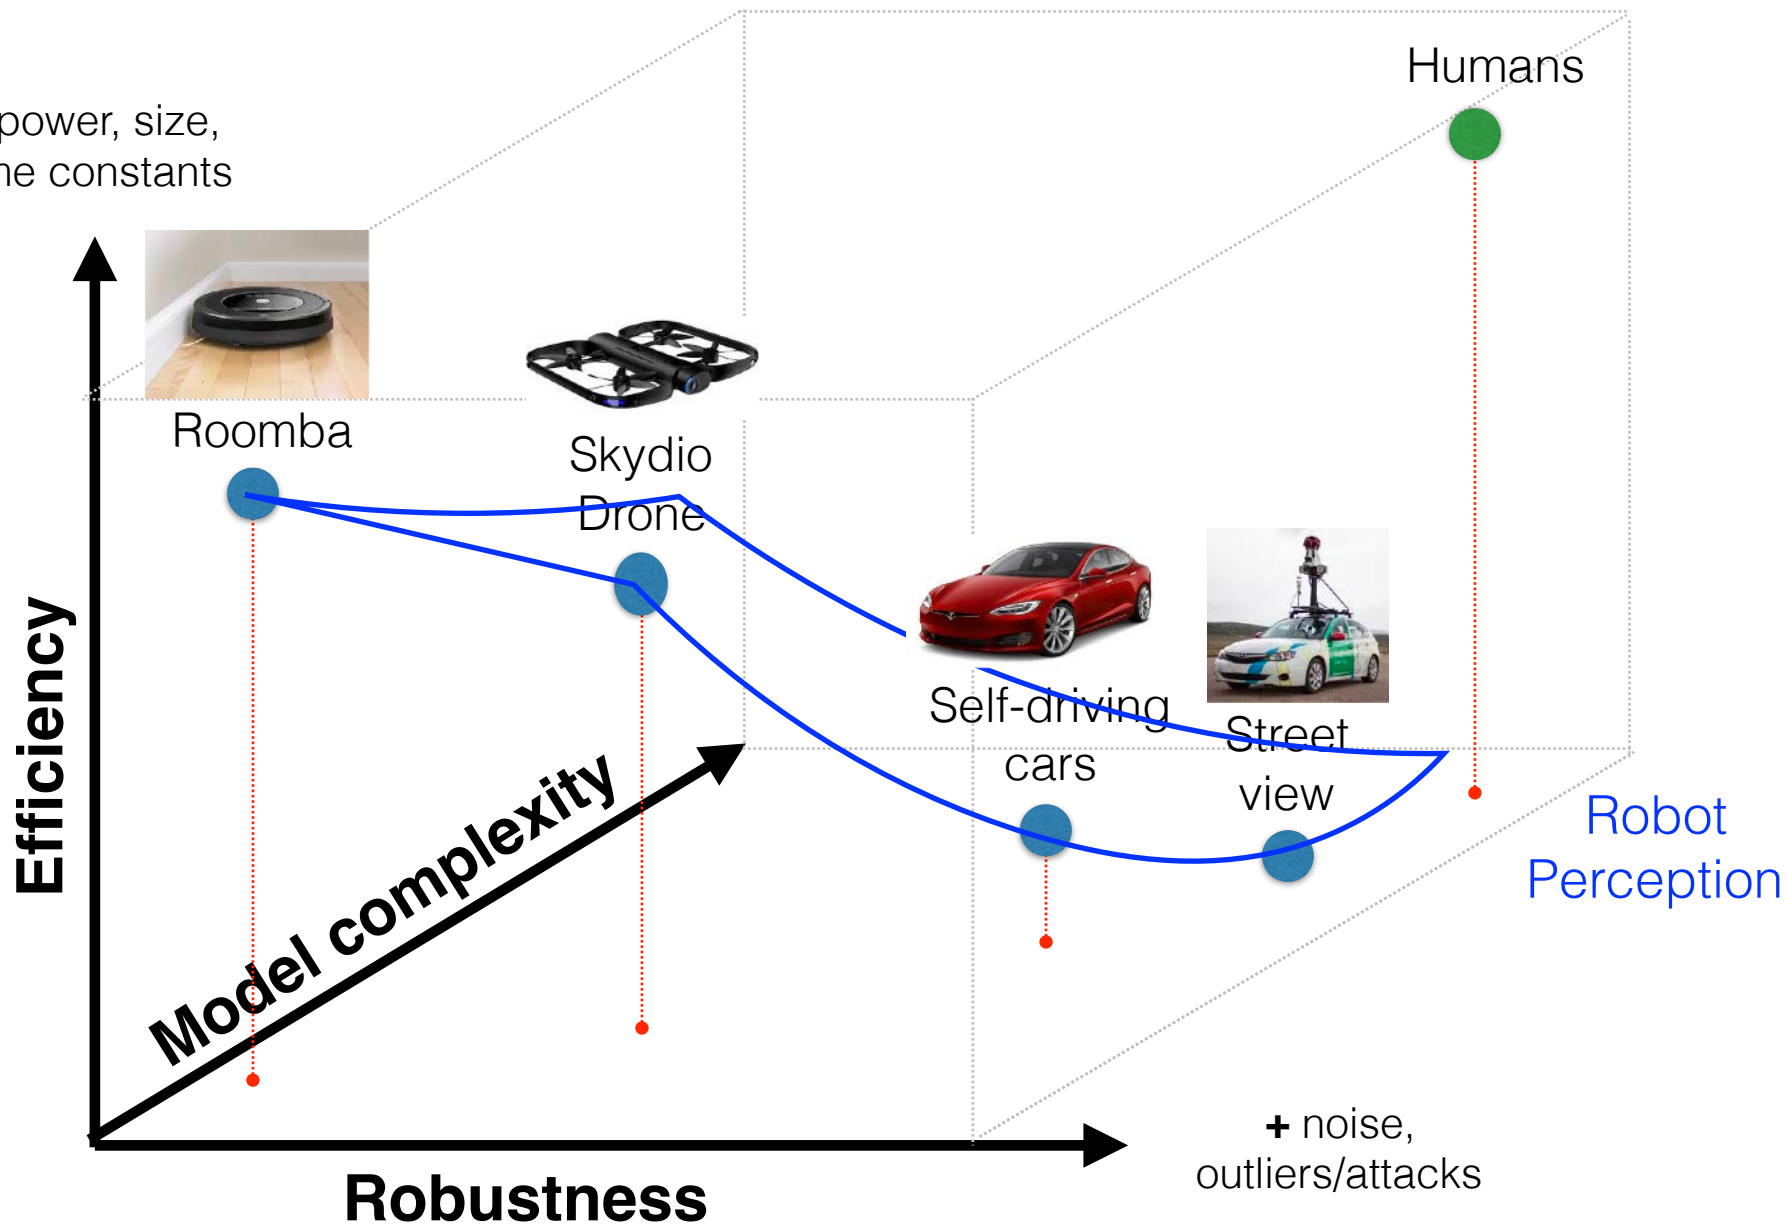 Humans
power, size,
constants
Roomba
Skydio
Drone
Self-driving
cars
Street
view
Robot
Perception
Efficiency
Model complexity
+ noise,
outliers/attacks
Robustness